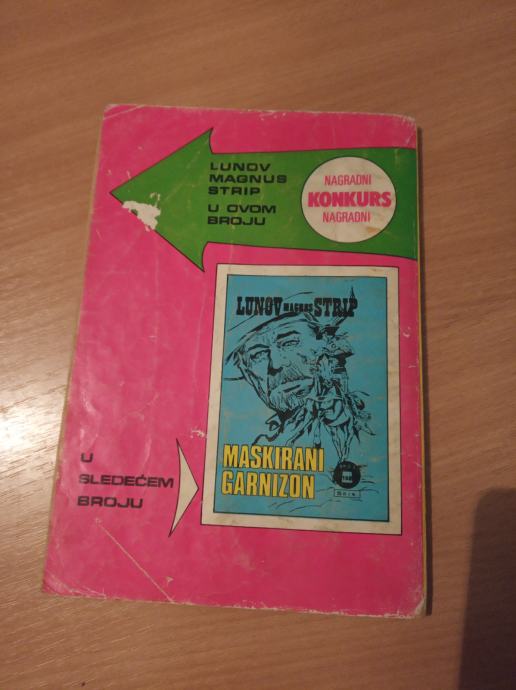 LUNOV
MAGNUS
STRIP
U OVOM
BROJU
NAGRADNI
KONKURS
NAGRADNI
LUNOV MAGNUS STRIP
MASKIRANI
GARNIZON
U
SLEDEĆEM
BROJU